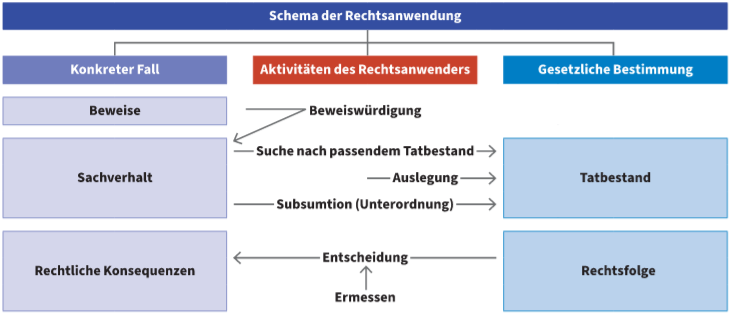 Schema der Rechtsanwendung
Konkreter Fall
Aktivitäten des Rechtsanwenders
Gesetzliche Bestimmung
Beweise
Beweiswürdigung
Suche nach passendem Tatbestand
Sachverhalt
Auslegung
Tatbestand
Subsumtion (Unterordnung)
Rechtliche Konsequenzen
Entscheidung
Rechtsfolge
Ermessen